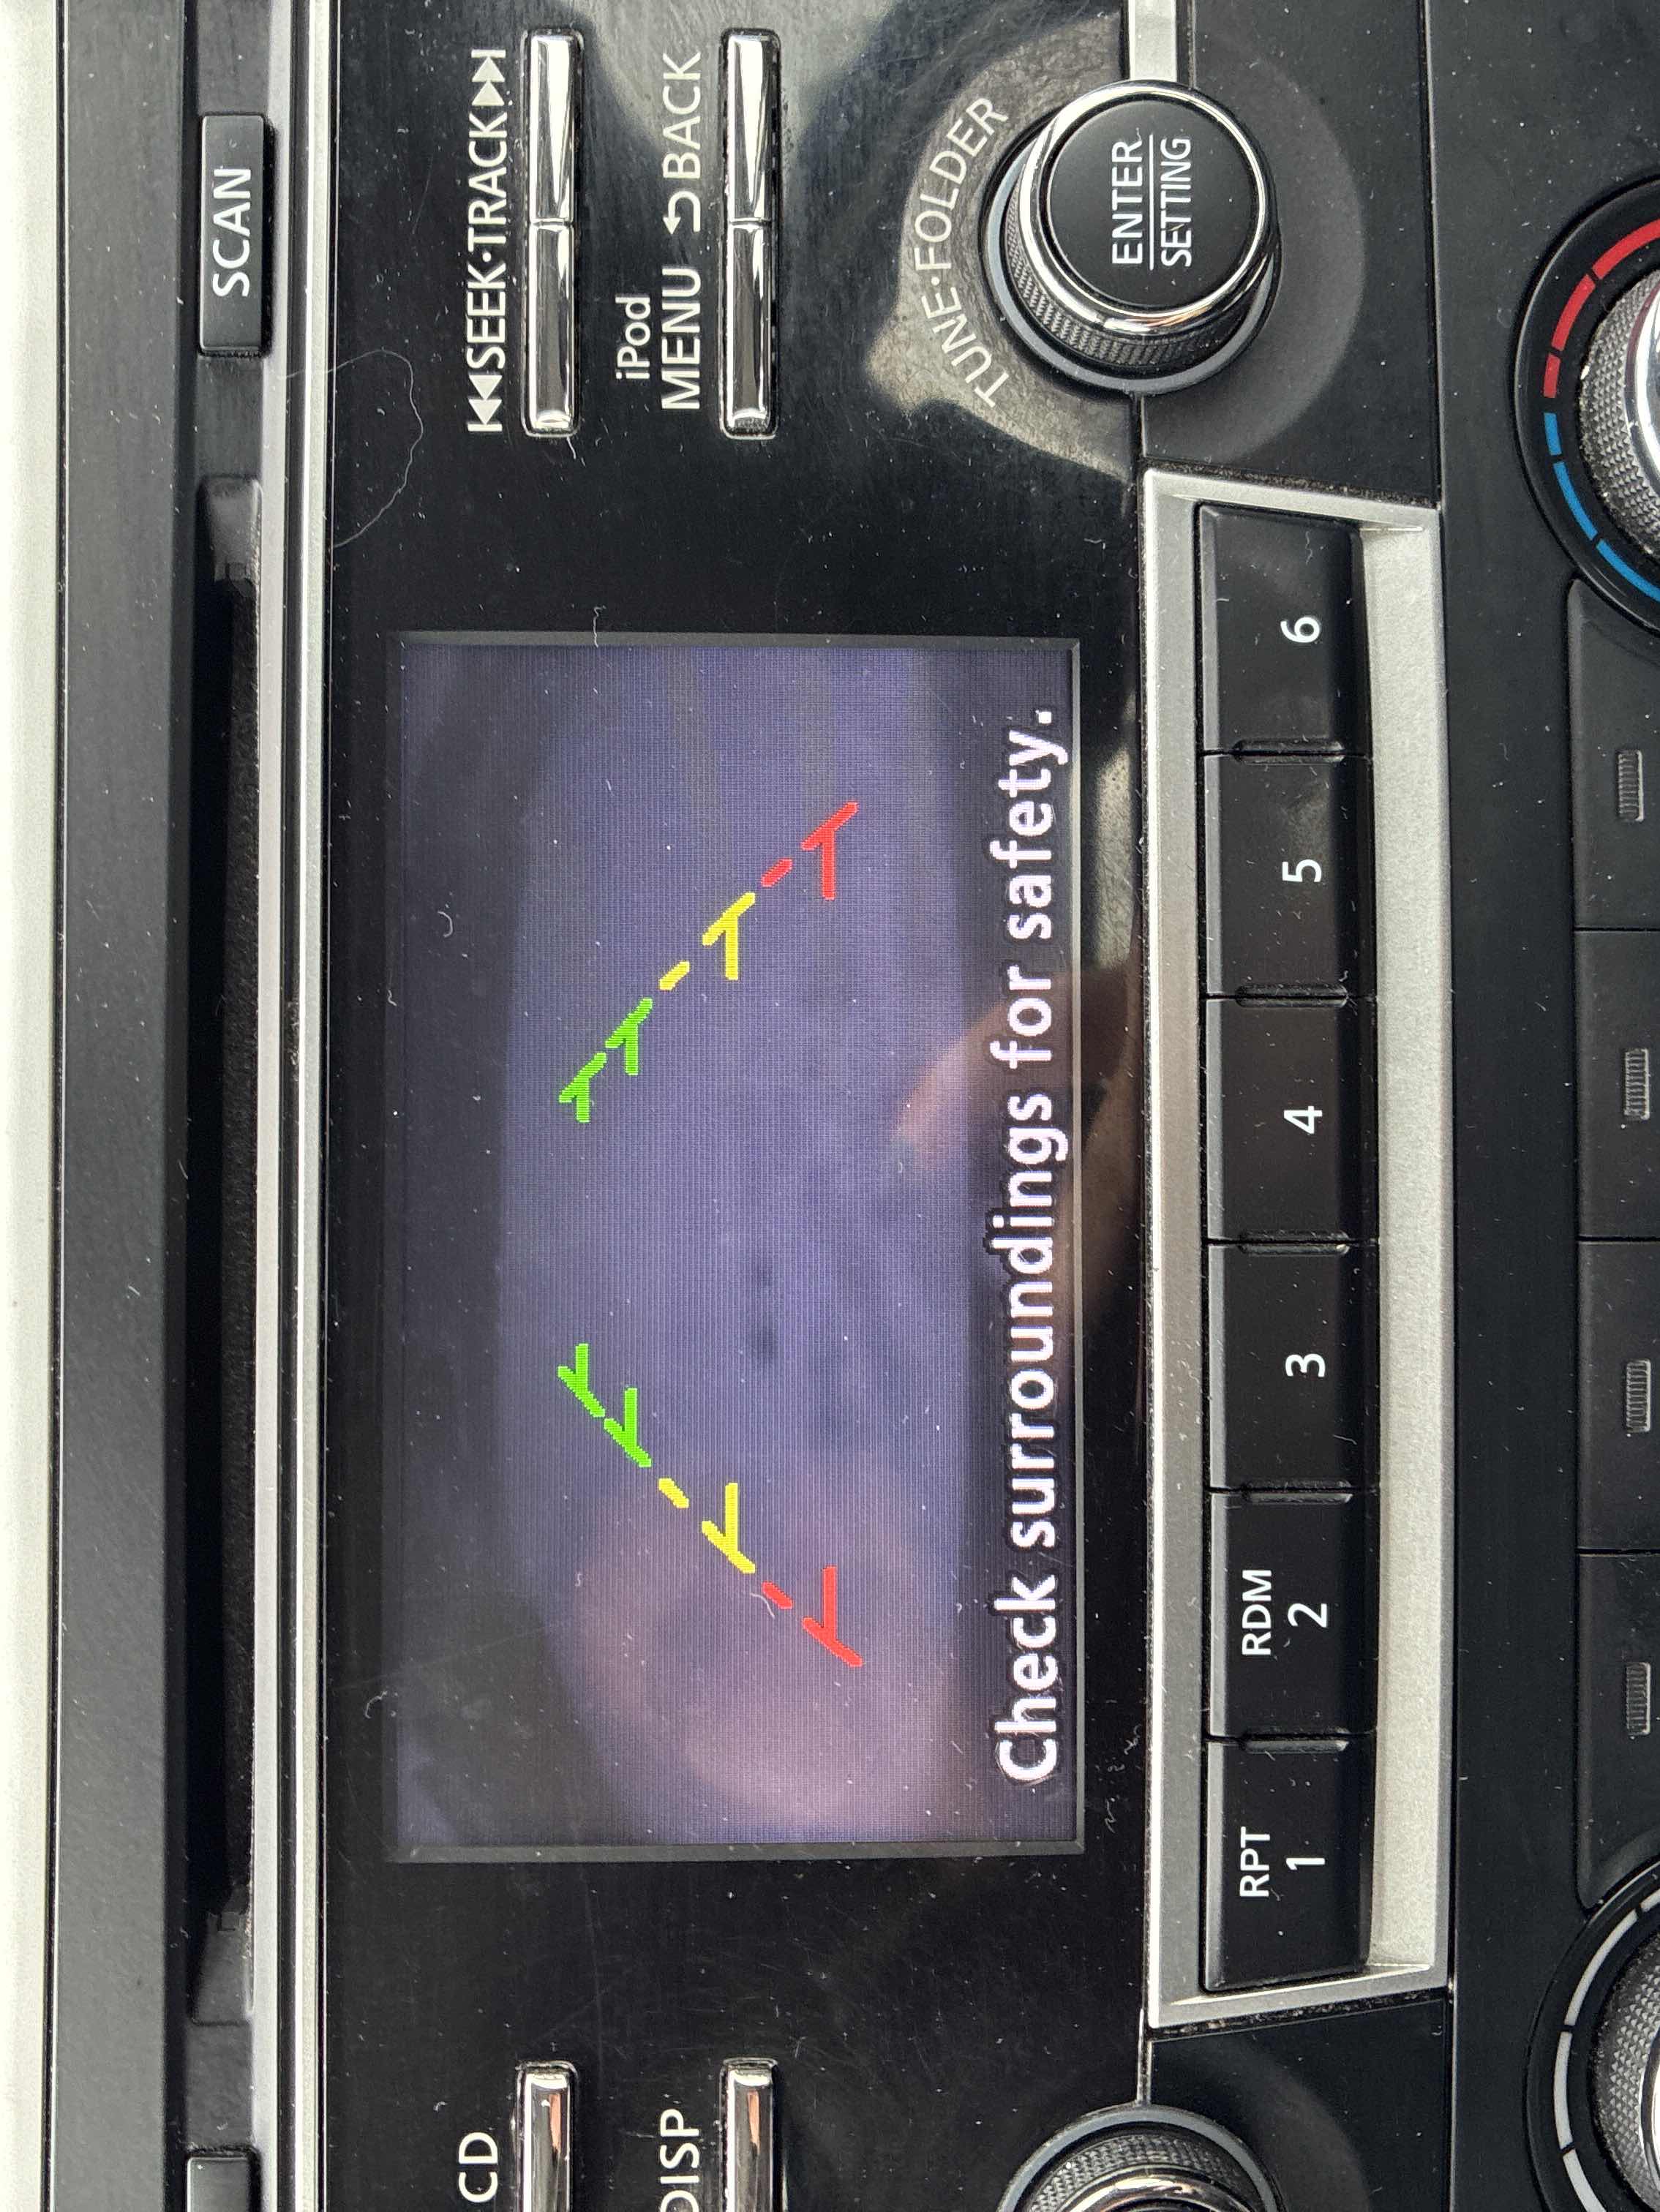 SCAN
CD
SEEK·TRACK
DISP
iPod
MENU BACK
TUNE·FOLDER
ENTER
SETTING
Check surroundings for safety.
RPT
1
RDM
2
3
4
5
6